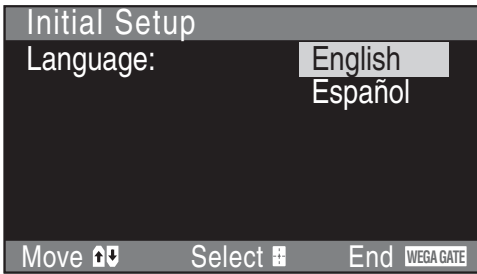 Initial Setup
Language: English
Español
Move Select End WEGA GATE